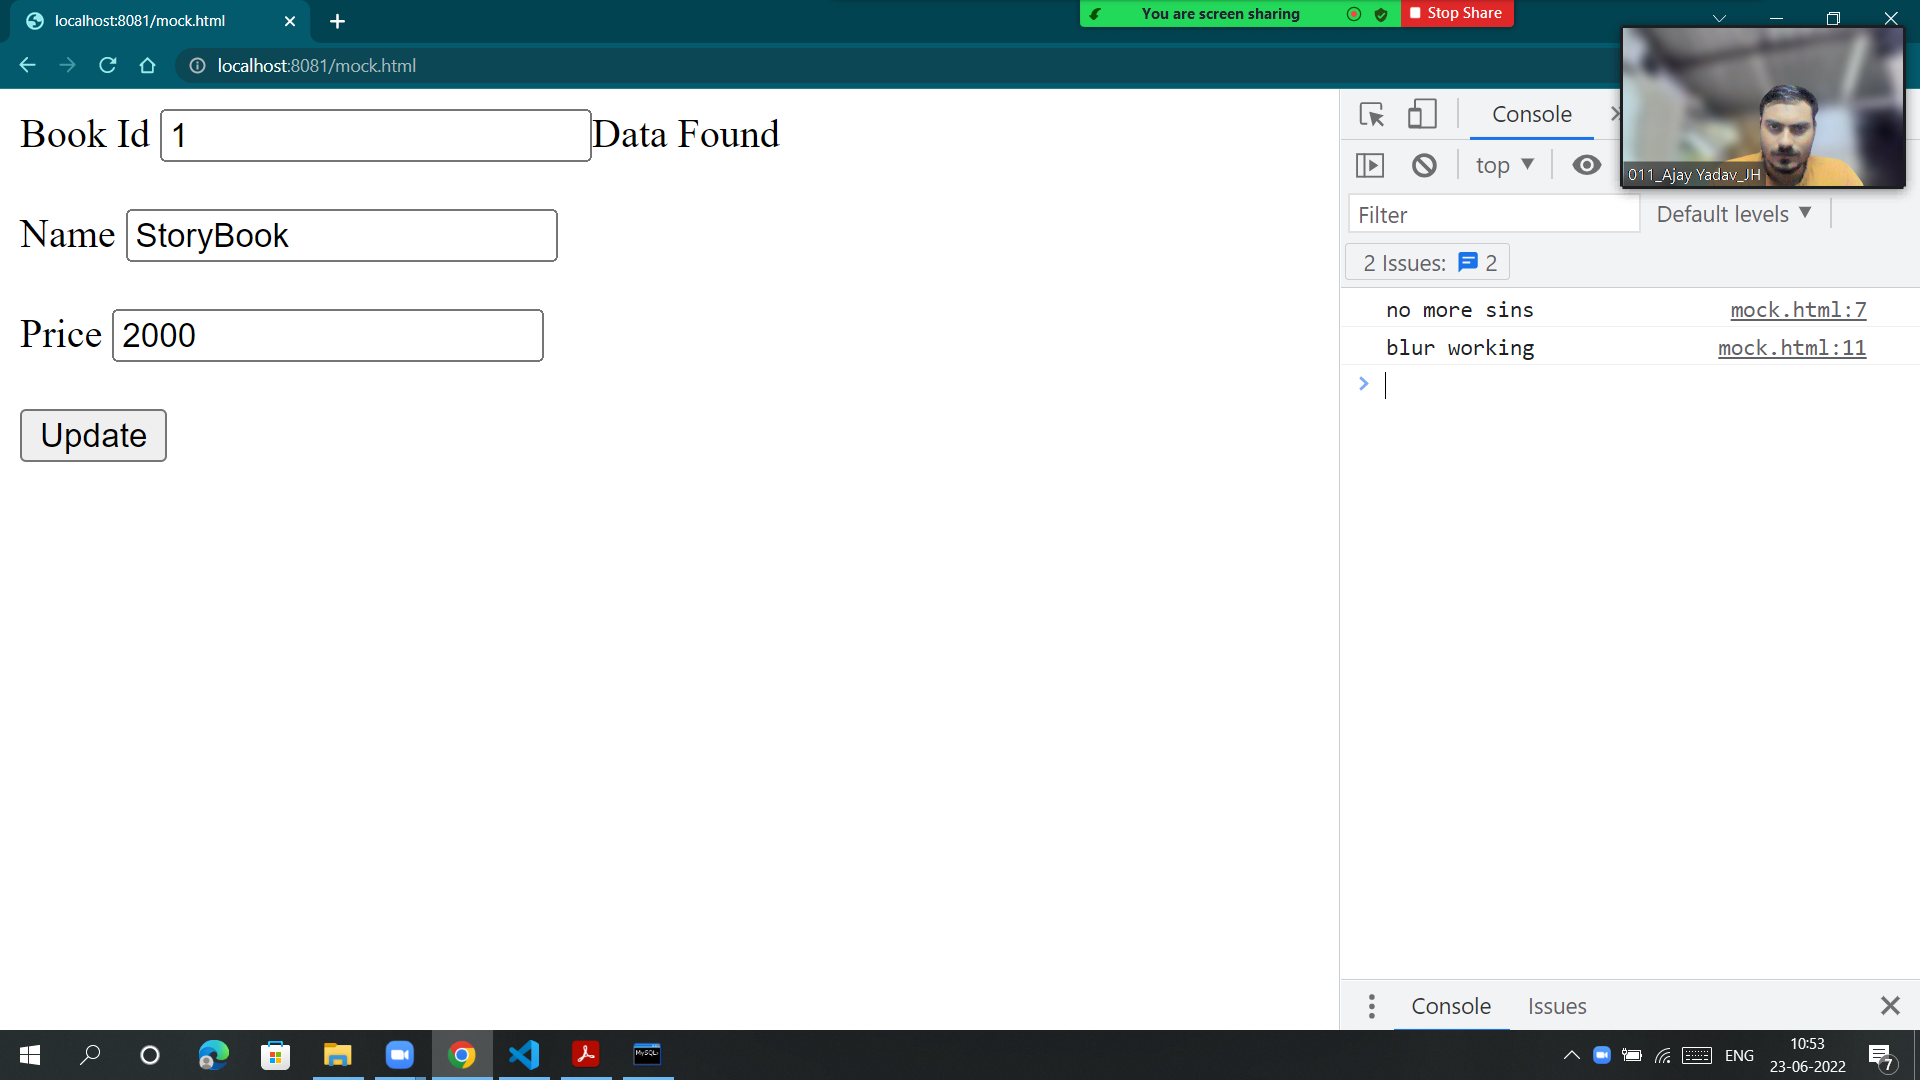 localhost:8081/mock.html
You are screen sharing
Stop Share
localhost:8081/mock.html
Book Id 1 Data Found
Name StoryBook
Price 2000
Update
Console
top
011_Ajay Yadav_JH
Filter
Default levels
2 Issues: 2
no more sins mock.html:7
blur working mock.html:11
Console Issues
MySQL
ENG
10:53
23-06-2022
7